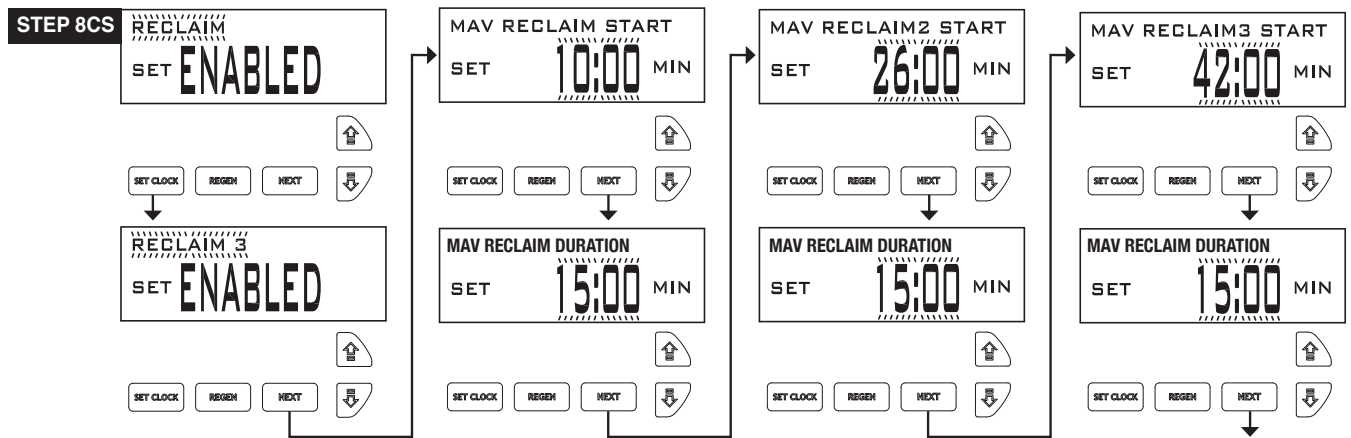 STEP 8CS
RECLAIM
SET ENABLED
SET CLOCK REGEN NEXT
RECLAIM 3
SET ENABLED
SET CLOCK REGEN NEXT
MAV RECLAIM START
SET 10:00 MIN
SET CLOCK REGEN NEXT
MAV RECLAIM DURATION
SET 15:00 MIN
SET CLOCK REGEN NEXT
MAV RECLAIM2 START
SET 26:00 MIN
SET CLOCK REGEN NEXT
MAV RECLAIM DURATION
SET 15:00 MIN
SET CLOCK REGEN NEXT
MAV RECLAIM3 START
SET 42:00 MIN
SET CLOCK REGEN NEXT
MAV RECLAIM DURATION
SET 15:00 MIN
SET CLOCK REGEN NEXT